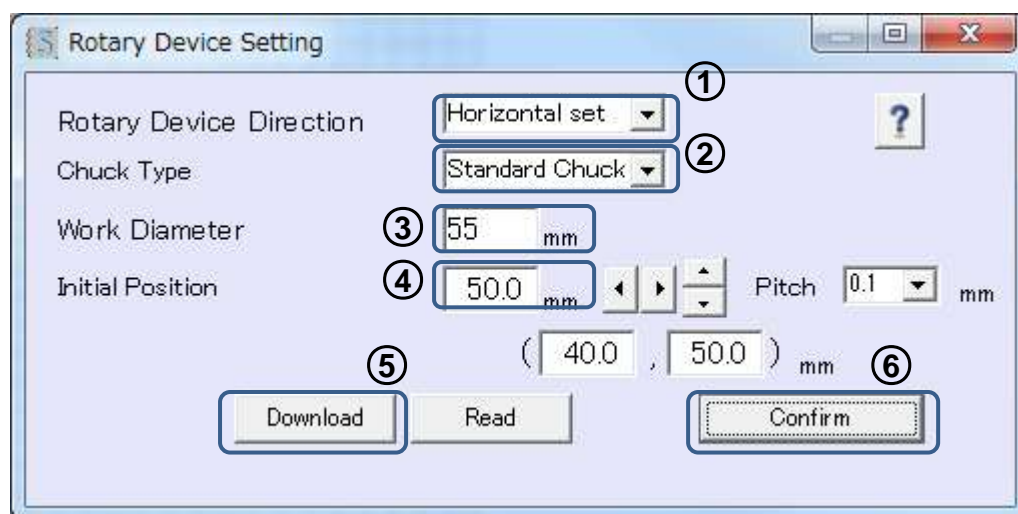 Rotary Device Setting
①
Rotary Device Direction Horizontal set ?
②
Chuck Type Standard Chuck
Work Diameter ③ 55 mm
Initial Position ④ 50.0 mm Pitch 0.1 mm
( 40.0 , 50.0 ) mm
⑤ ⑥
Download Read Confirm